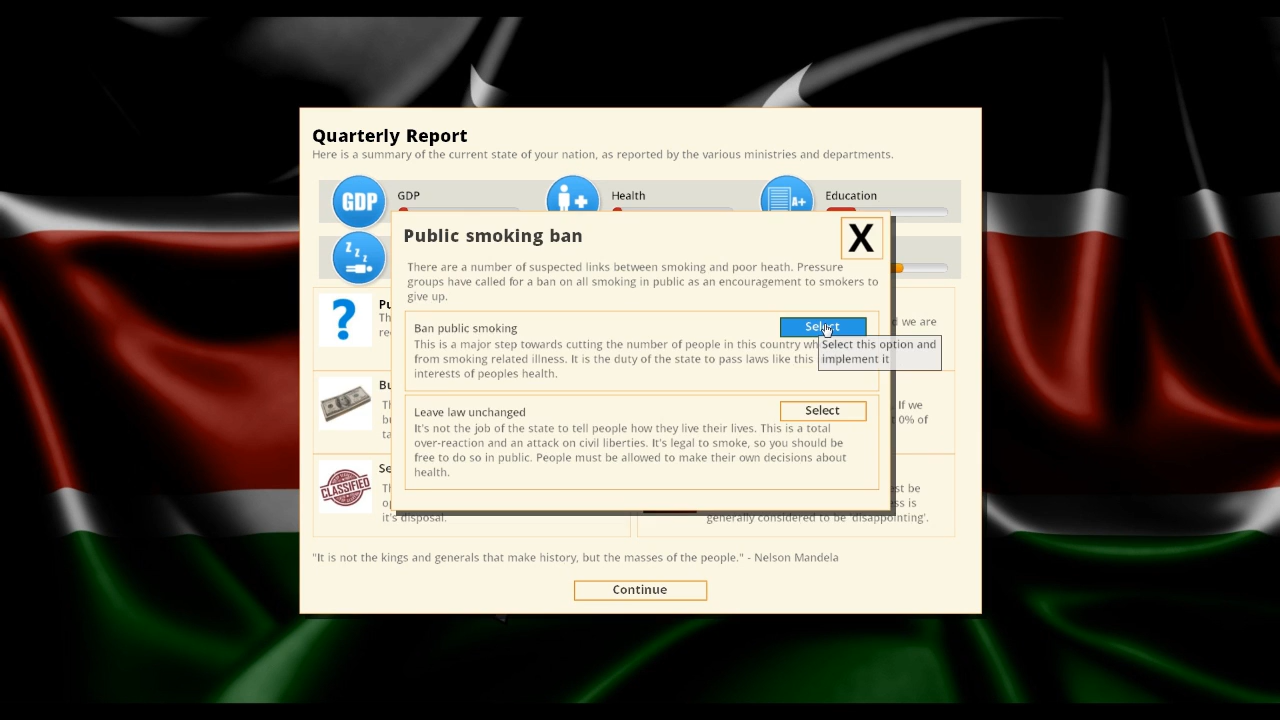 Quarterly Report
Here is a summary of the current state of your nation, as reported by the various ministries and departments.
GDP
GDP
Health
A+
Education
Z Z Z
Public smoking ban
X
There are a number of suspected links between smoking and poor heath. Pressure
groups have called for a ban on all smoking in public as an encouragement to smokers to
give up.
Ban public smoking
Select
This is a major step towards cutting the number of people in this country
from smoking related illness. It is the duty of the state to pass laws like this
interests of peoples health.
Select this option and
implement it
Leave law unchanged
Select
It's not the job of the state to tell people how they live their lives. This is a total
over-reaction and an attack on civil liberties. It's legal to smoke, so you should be
free to do so in public. People must be allowed to make their own decisions about
health.
we are
If we
0% of
CLASSIFIED
be
is
it's disposal.
generally considered to be 'disappointing'.
"It is not the kings and generals that make history, but the masses of the people." - Nelson Mandela
Continue